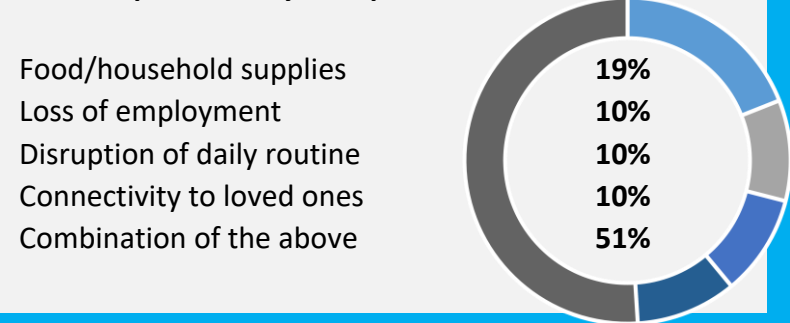 Food/household supplies 19%
Loss of employment 10%
Disruption of daily routine 10%
Connectivity to loved ones 10%
Combination of the above 51%